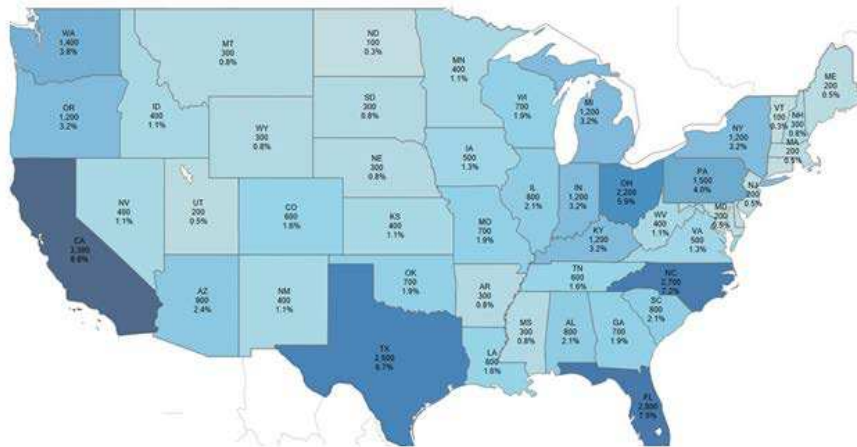 WA
1,400
3.8%
OR
1,200
3.2%
CA
NV
400
1.1%
ID
400
1.1%
MT
300
0.8%
WY
300
0.8%
UT
200
0.5%
AZ
900
2.4%
CO
600
1.6%
NM
400
1.1%
ND
100
0.3%
SD
300
0.8%
NE
300
0.8%
KS
400
1.1%
OK
700
1.9%
TX
2,500
6.7%
MN
400
1.1%
IA
500
1.3%
MO
700
1.9%
AR
300
0.8%
LA
600
1.6%
WI
700
1.9%
IL
800
2.1%
MI
1,200
3.2%
IN
1,200
3.2%
OH
2,200
5.9%
KY
1,200
3.2%
TN
600
1.6%
MS
300
0.8%
AL
800
2.1%
GA
700
1.9%
FL
SC
800
2.1%
NC
2,700
7.2%
VA
500
1.3%
WV
400
1.1%
PA
1,500
4.0%
NY
1,200
3.2%
VT
100
0.3%
NH
300
0.8%
ME
200
0.5%
MA
200
0.5%
NJ
200
0.5%
MD
200
0.5%